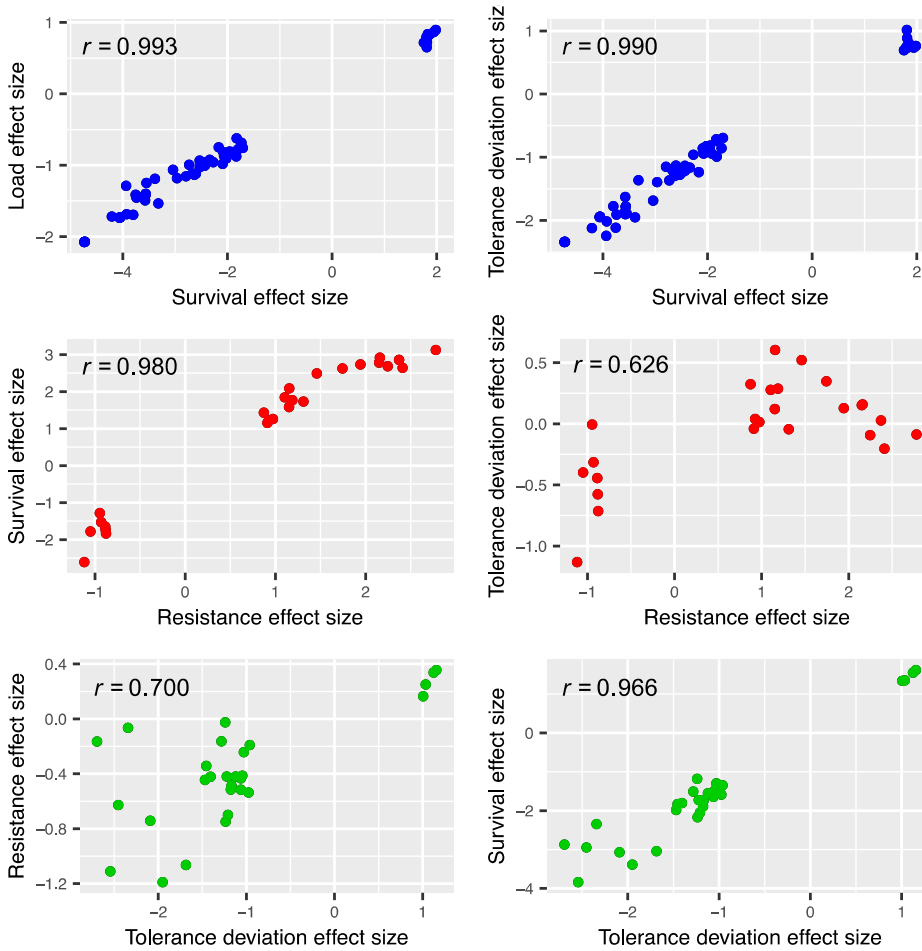 r = 0.993
Load effect size
1
0
−1
−2
−4
−2
0
2
Survival effect size
r = 0.990
Tolerance deviation effect size
1
0
−1
−2
−4
−2
0
2
Survival effect size
r = 0.980
Survival effect size
3
2
1
0
−1
−2
−1
0
1
2
Resistance effect size
r = 0.626
Tolerance deviation effect size
0.5
0.0
−0.5
−1.0
−1
0
1
2
Resistance effect size
r = 0.700
Resistance effect size
0.4
0.0
−0.4
−0.8
−1.2
−2
−1
0
1
Tolerance deviation effect size
r = 0.966
Survival effect size
0
−2
−4
−2
−1
0
1
Tolerance deviation effect size